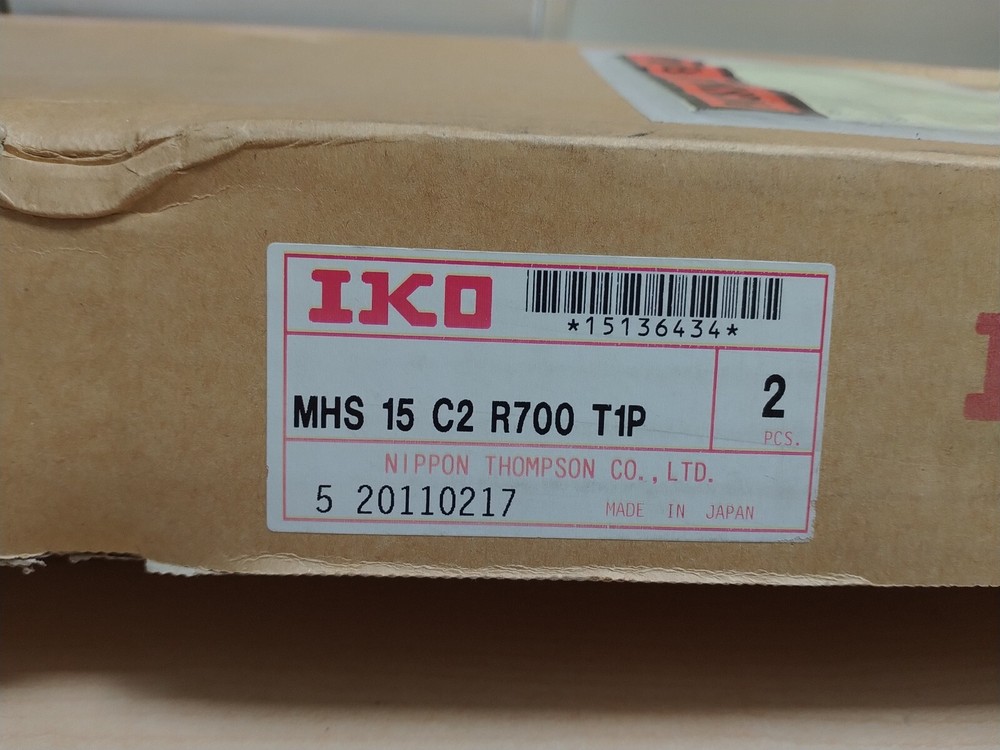 IKO
*15136434*
MHS 15 C2 R700 T1P
2
PCS.
NIPPON THOMPSON CO.,LTD.
5 20110217
MADE IN JAPAN